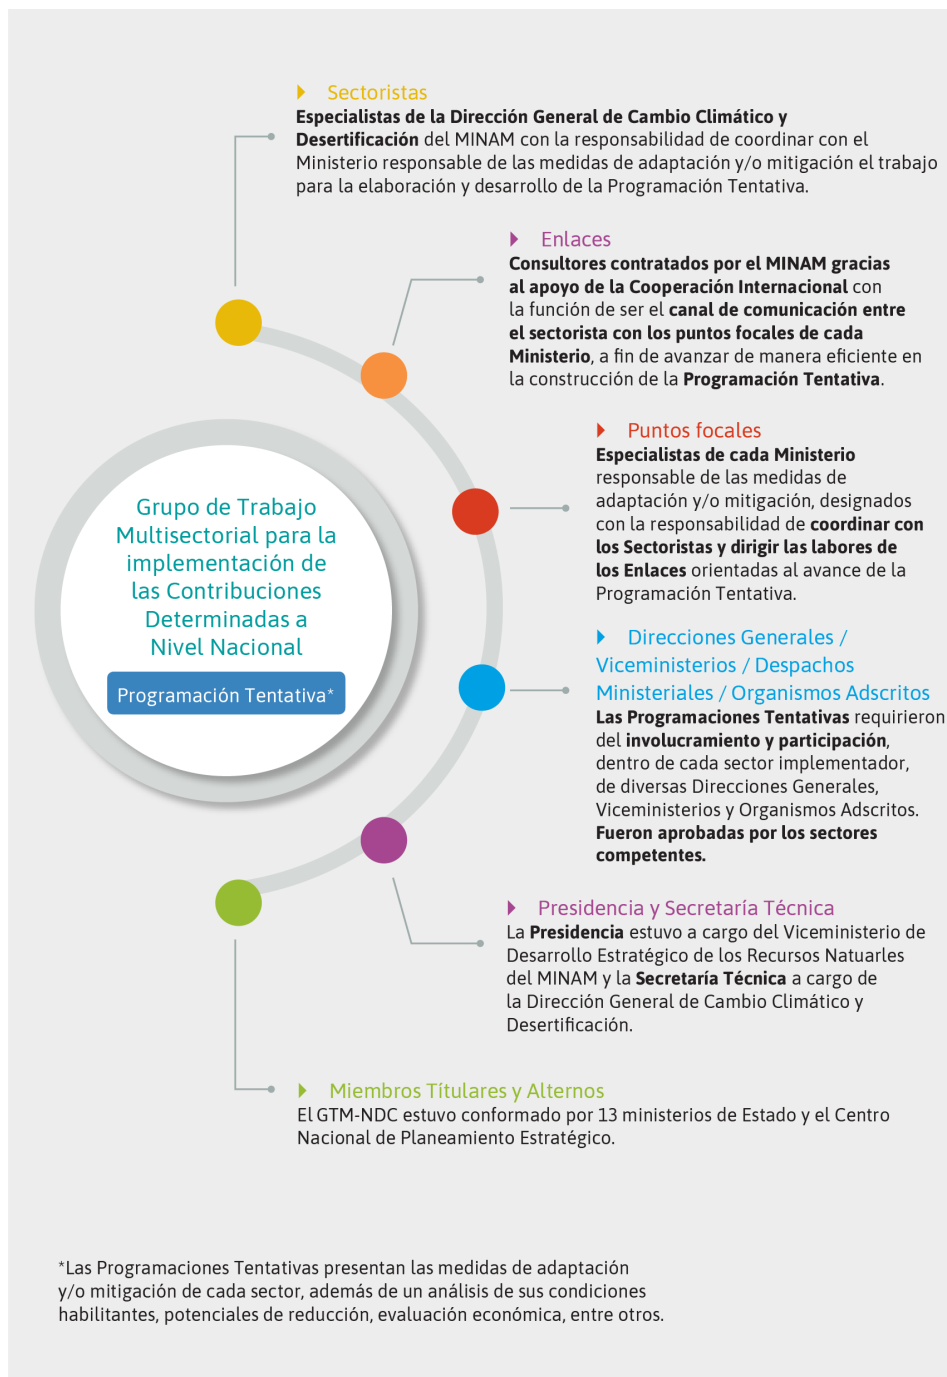 Sectoristas
Especialistas de la Dirección General de Cambio Climático y
Desertificación del MINAM con la responsabilidad de coordinar con el
Ministerio responsable de las medidas de adaptación y/o mitigación el trabajo
para la elaboración y desarrollo de la Programación Tentativa.
Enlaces
Consultores contratados por el MINAM gracias
al apoyo de la Cooperación Internacional con
la función de ser el canal de comunicación entre
el sectorista con los puntos focales de cada
Ministerio, a fin de avanzar de manera eficiente en
la construcción de la Programación Tentativa.
Puntos focales
Especialistas de cada Ministerio
responsable de las medidas de
adaptación y/o mitigación, designados
con la responsabilidad de coordinar con
los Sectoristas y dirigir las labores de
los Enlaces orientadas al avance de la
Programación Tentativa.
Grupo de Trabajo
Multisectorial para la
implementación de
las Contribuciones
Determinadas a
Nivel Nacional
Programación Tentativa*
Direcciones Generales /
Viceministerios / Despachos
Ministeriales / Organismos Adscritos
Las Programaciones Tentativas requirieron
del involucramiento y participación,
dentro de cada sector implementador,
de diversas Direcciones Generales,
Viceministerios y Organismos Adscritos.
Fueron aprobadas por los sectores
competentes.
Presidencia y Secretaría Técnica
La Presidencia estuvo a cargo del Viceministerio de
Desarrollo Estratégico de los Recursos Natuarles
del MINAM y la Secretaría Técnica a cargo de
la Dirección General de Cambio Climático y
Desertificación.
Miembros Títulares y Alternos
El GTM-NDC estuvo conformado por 13 ministerios de Estado y el Centro
Nacional de Planeamiento Estratégico.
*Las Programaciones Tentativas presentan las medidas de adaptación
y/o mitigación de cada sector, además de un análisis de sus condiciones
habilitantes, potenciales de reducción, evaluación económica, entre otros.